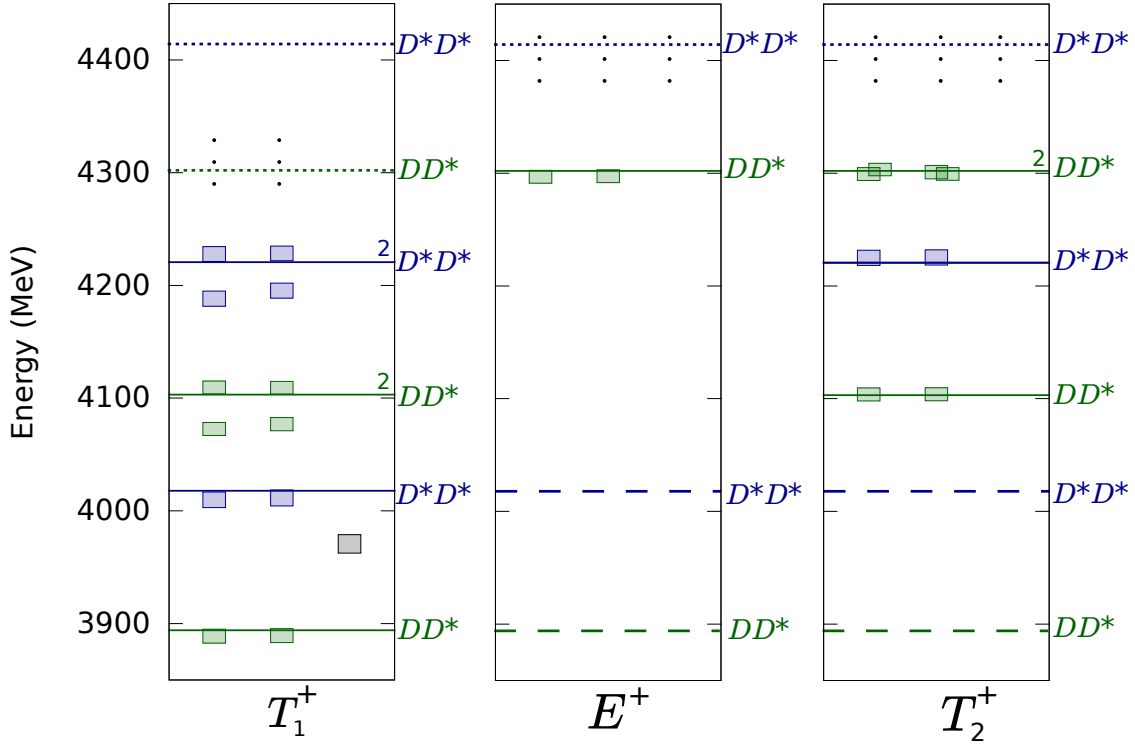 Energy (MeV)
4400
4300
4200
4100
4000
3900
D*D*
DD*
2
D*D*
2
DD*
D*D*
DD*
T₁⁺
D*D*
DD*
D*D*
DD*
E⁺
D*D*
2
DD*
D*D*
DD*
D*D*
DD*
T₂⁺